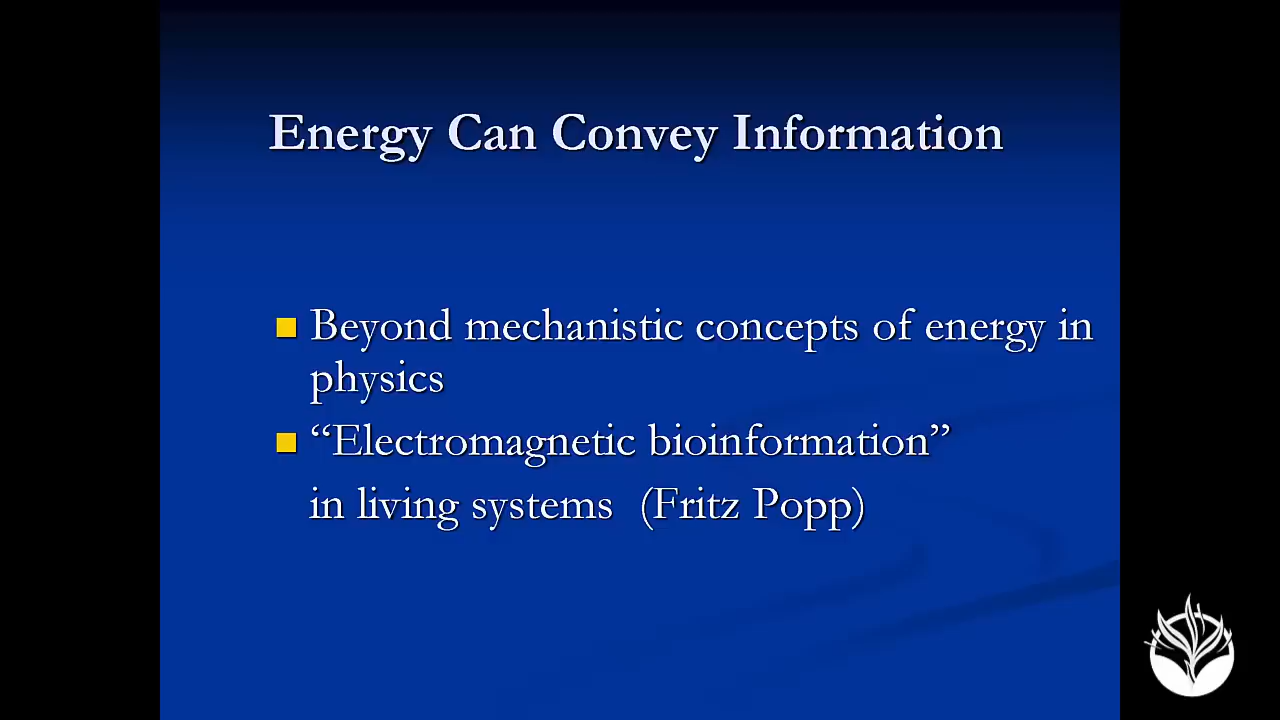 Energy Can Convey Information
Beyond mechanistic concepts of energy in
physics
“Electromagnetic bioinformation”
in living systems (Fritz Popp)